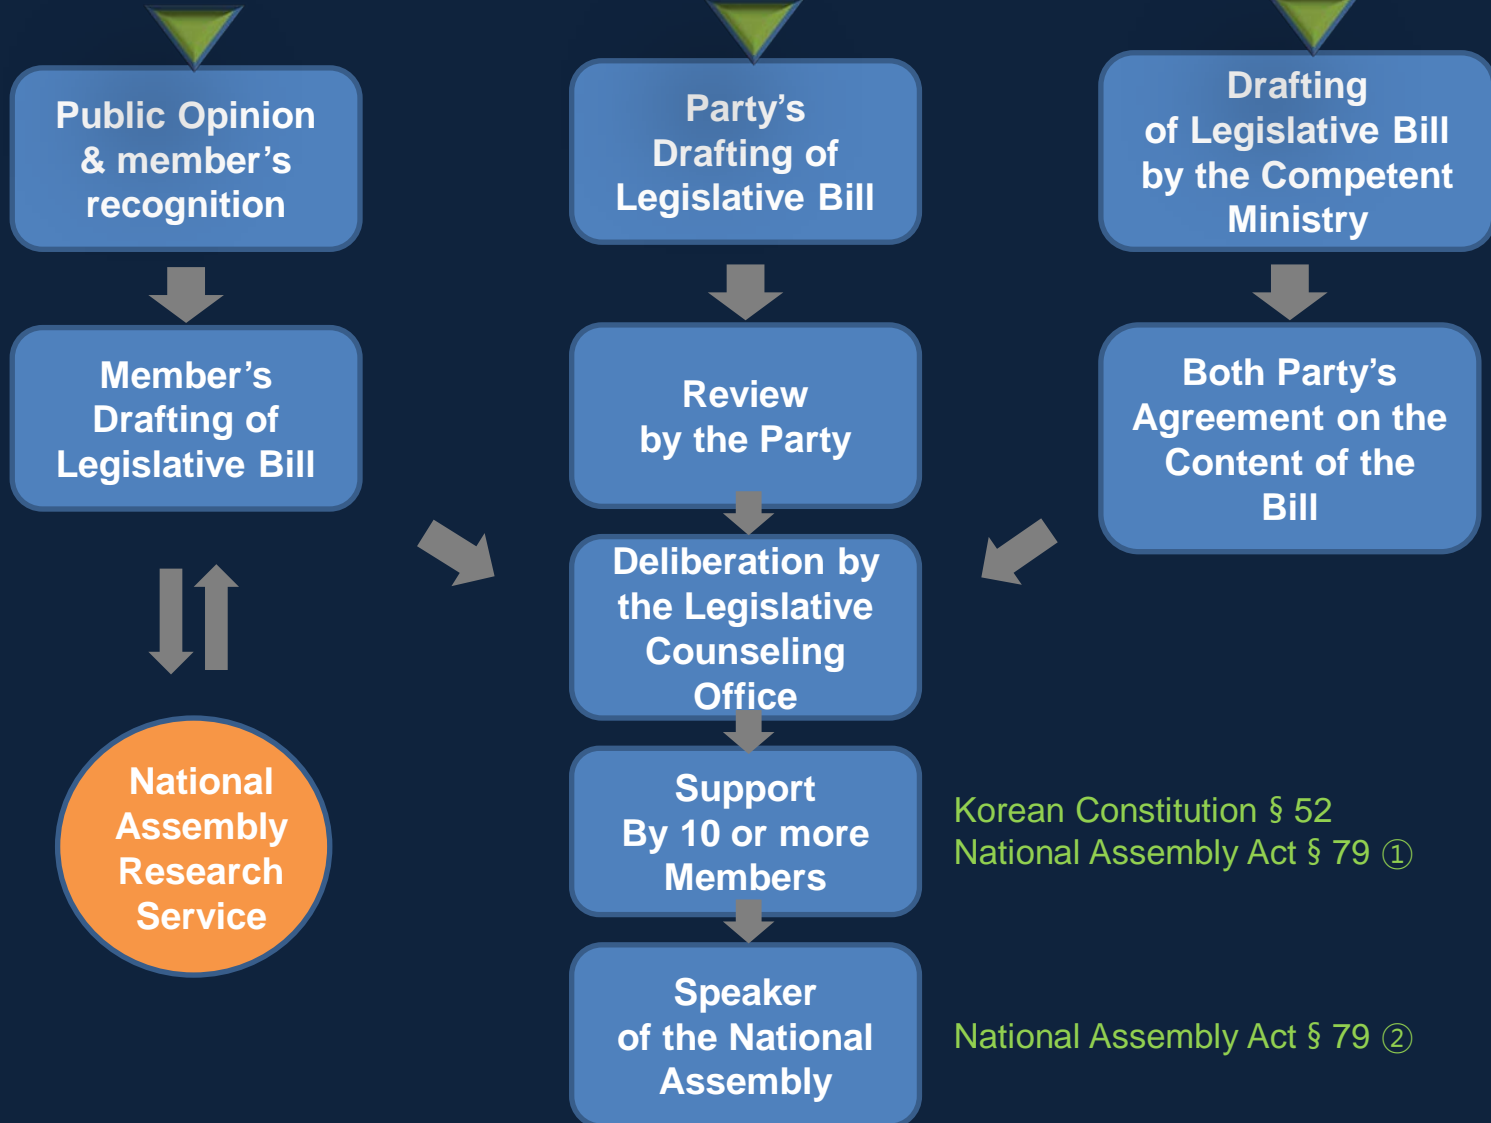 Public Opinion
& member’s
recognition
Party’s
Drafting of
Legislative Bill
Drafting
of Legislative Bill
by the Competent
Ministry
Member’s
Drafting of
Legislative Bill
Review
by the Party
Both Party’s
Agreement on the
Content of the
Bill
Deliberation by
the Legislative
Counseling
Office
National
Assembly
Research
Service
Support
By 10 or more
Members
Korean Constitution § 52
National Assembly Act § 79 ①
Speaker
of the National
Assembly
National Assembly Act § 79 ②